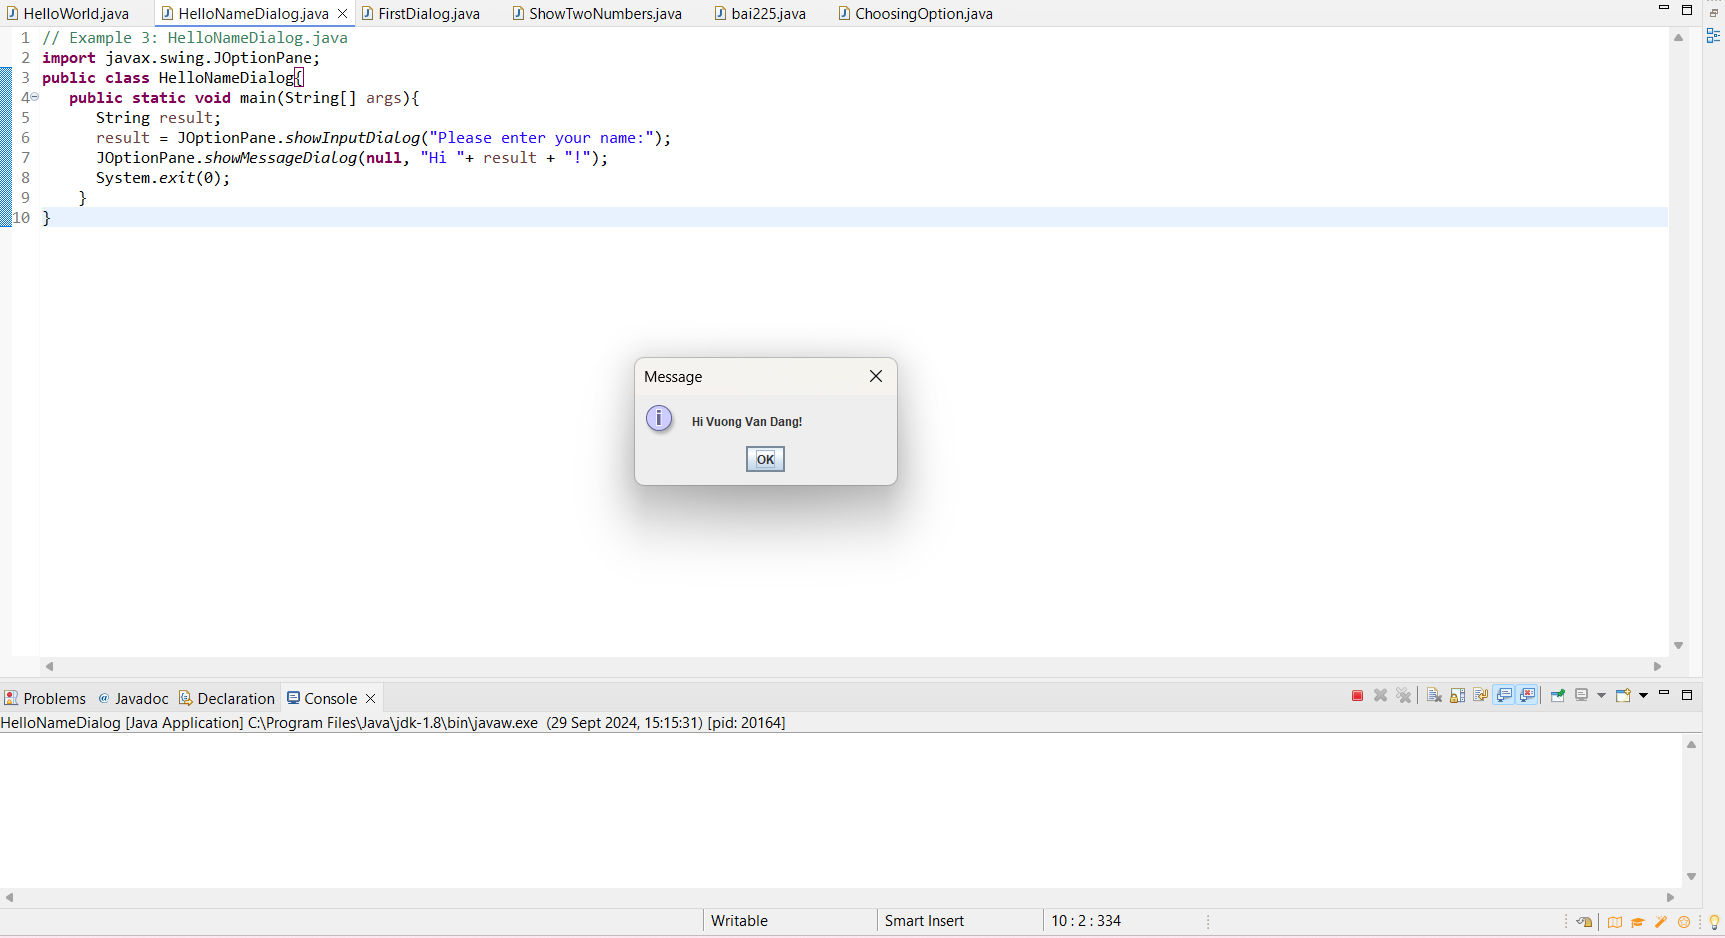 HelloWorld.java HelloNameDialog.java FirstDialog.java ShowTwoNumbers.java bai225.java ChoosingOption.java
1 // Example 3: HelloNameDialog.java
2 import javax.swing.JOptionPane;
3 public class HelloNameDialog{
4 public static void main(String[] args){
5 String result;
6 result = JOptionPane.showInputDialog("Please enter your name:");
7 JOptionPane.showMessageDialog(null, "Hi "+ result + "!");
8 System.exit(0);
9 }
10 }
Message
Hi Vuong Van Dang!
OK
Problems @ Javadoc Declaration Console
HelloNameDialog [Java Application] C:\Program Files\Java\jdk-1.8\bin\javaw.exe (29 Sept 2024, 15:15:31) [pid: 20164]
Writable Smart Insert 10 : 2 : 334